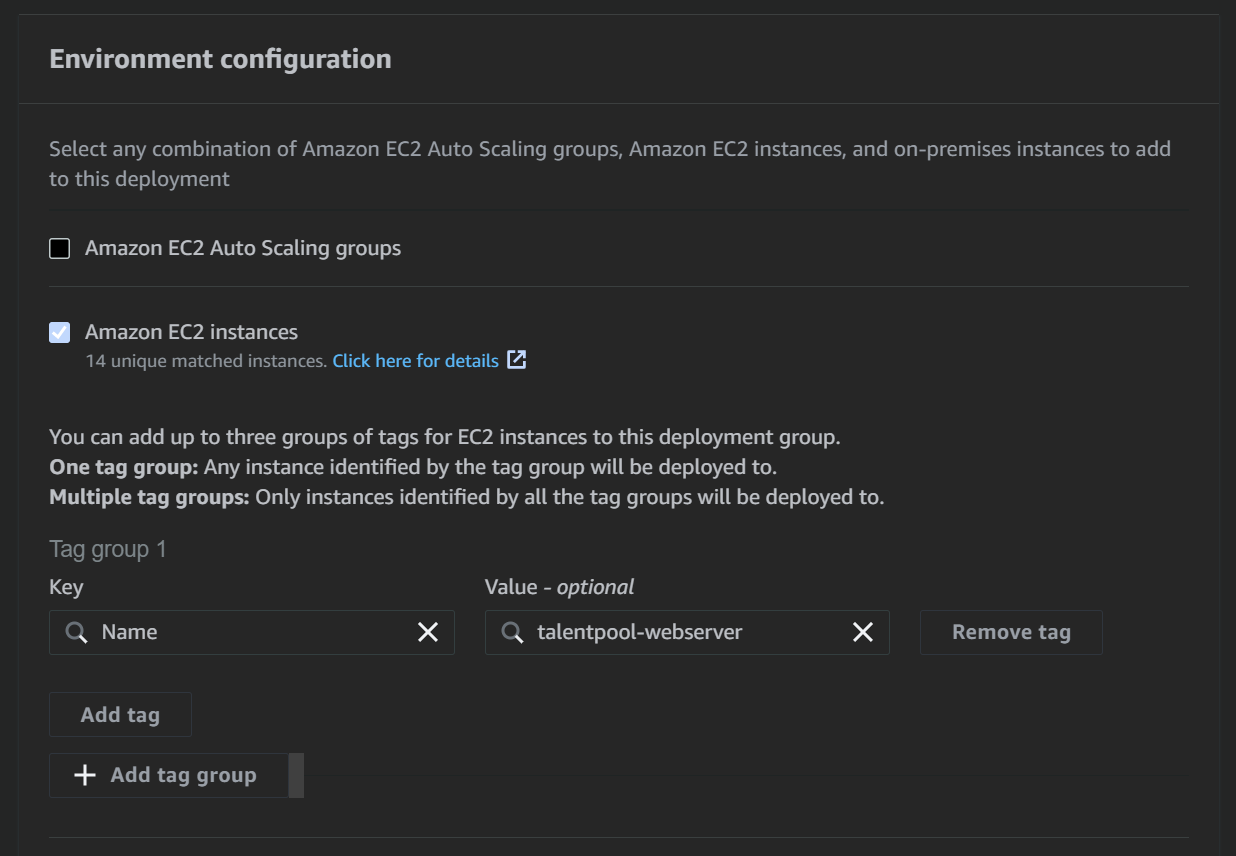 Environment configuration
Select any combination of Amazon EC2 Auto Scaling groups, Amazon EC2 instances, and on-premises instances to add
to this deployment
Amazon EC2 Auto Scaling groups
Amazon EC2 instances
14 unique matched instances. Click here for details
You can add up to three groups of tags for EC2 instances to this deployment group.
One tag group: Any instance identified by the tag group will be deployed to.
Multiple tag groups: Only instances identified by all the tag groups will be deployed to.
Tag group 1
Key Value - optional
Name talentpool-webserver Remove tag
Add tag
Add tag group